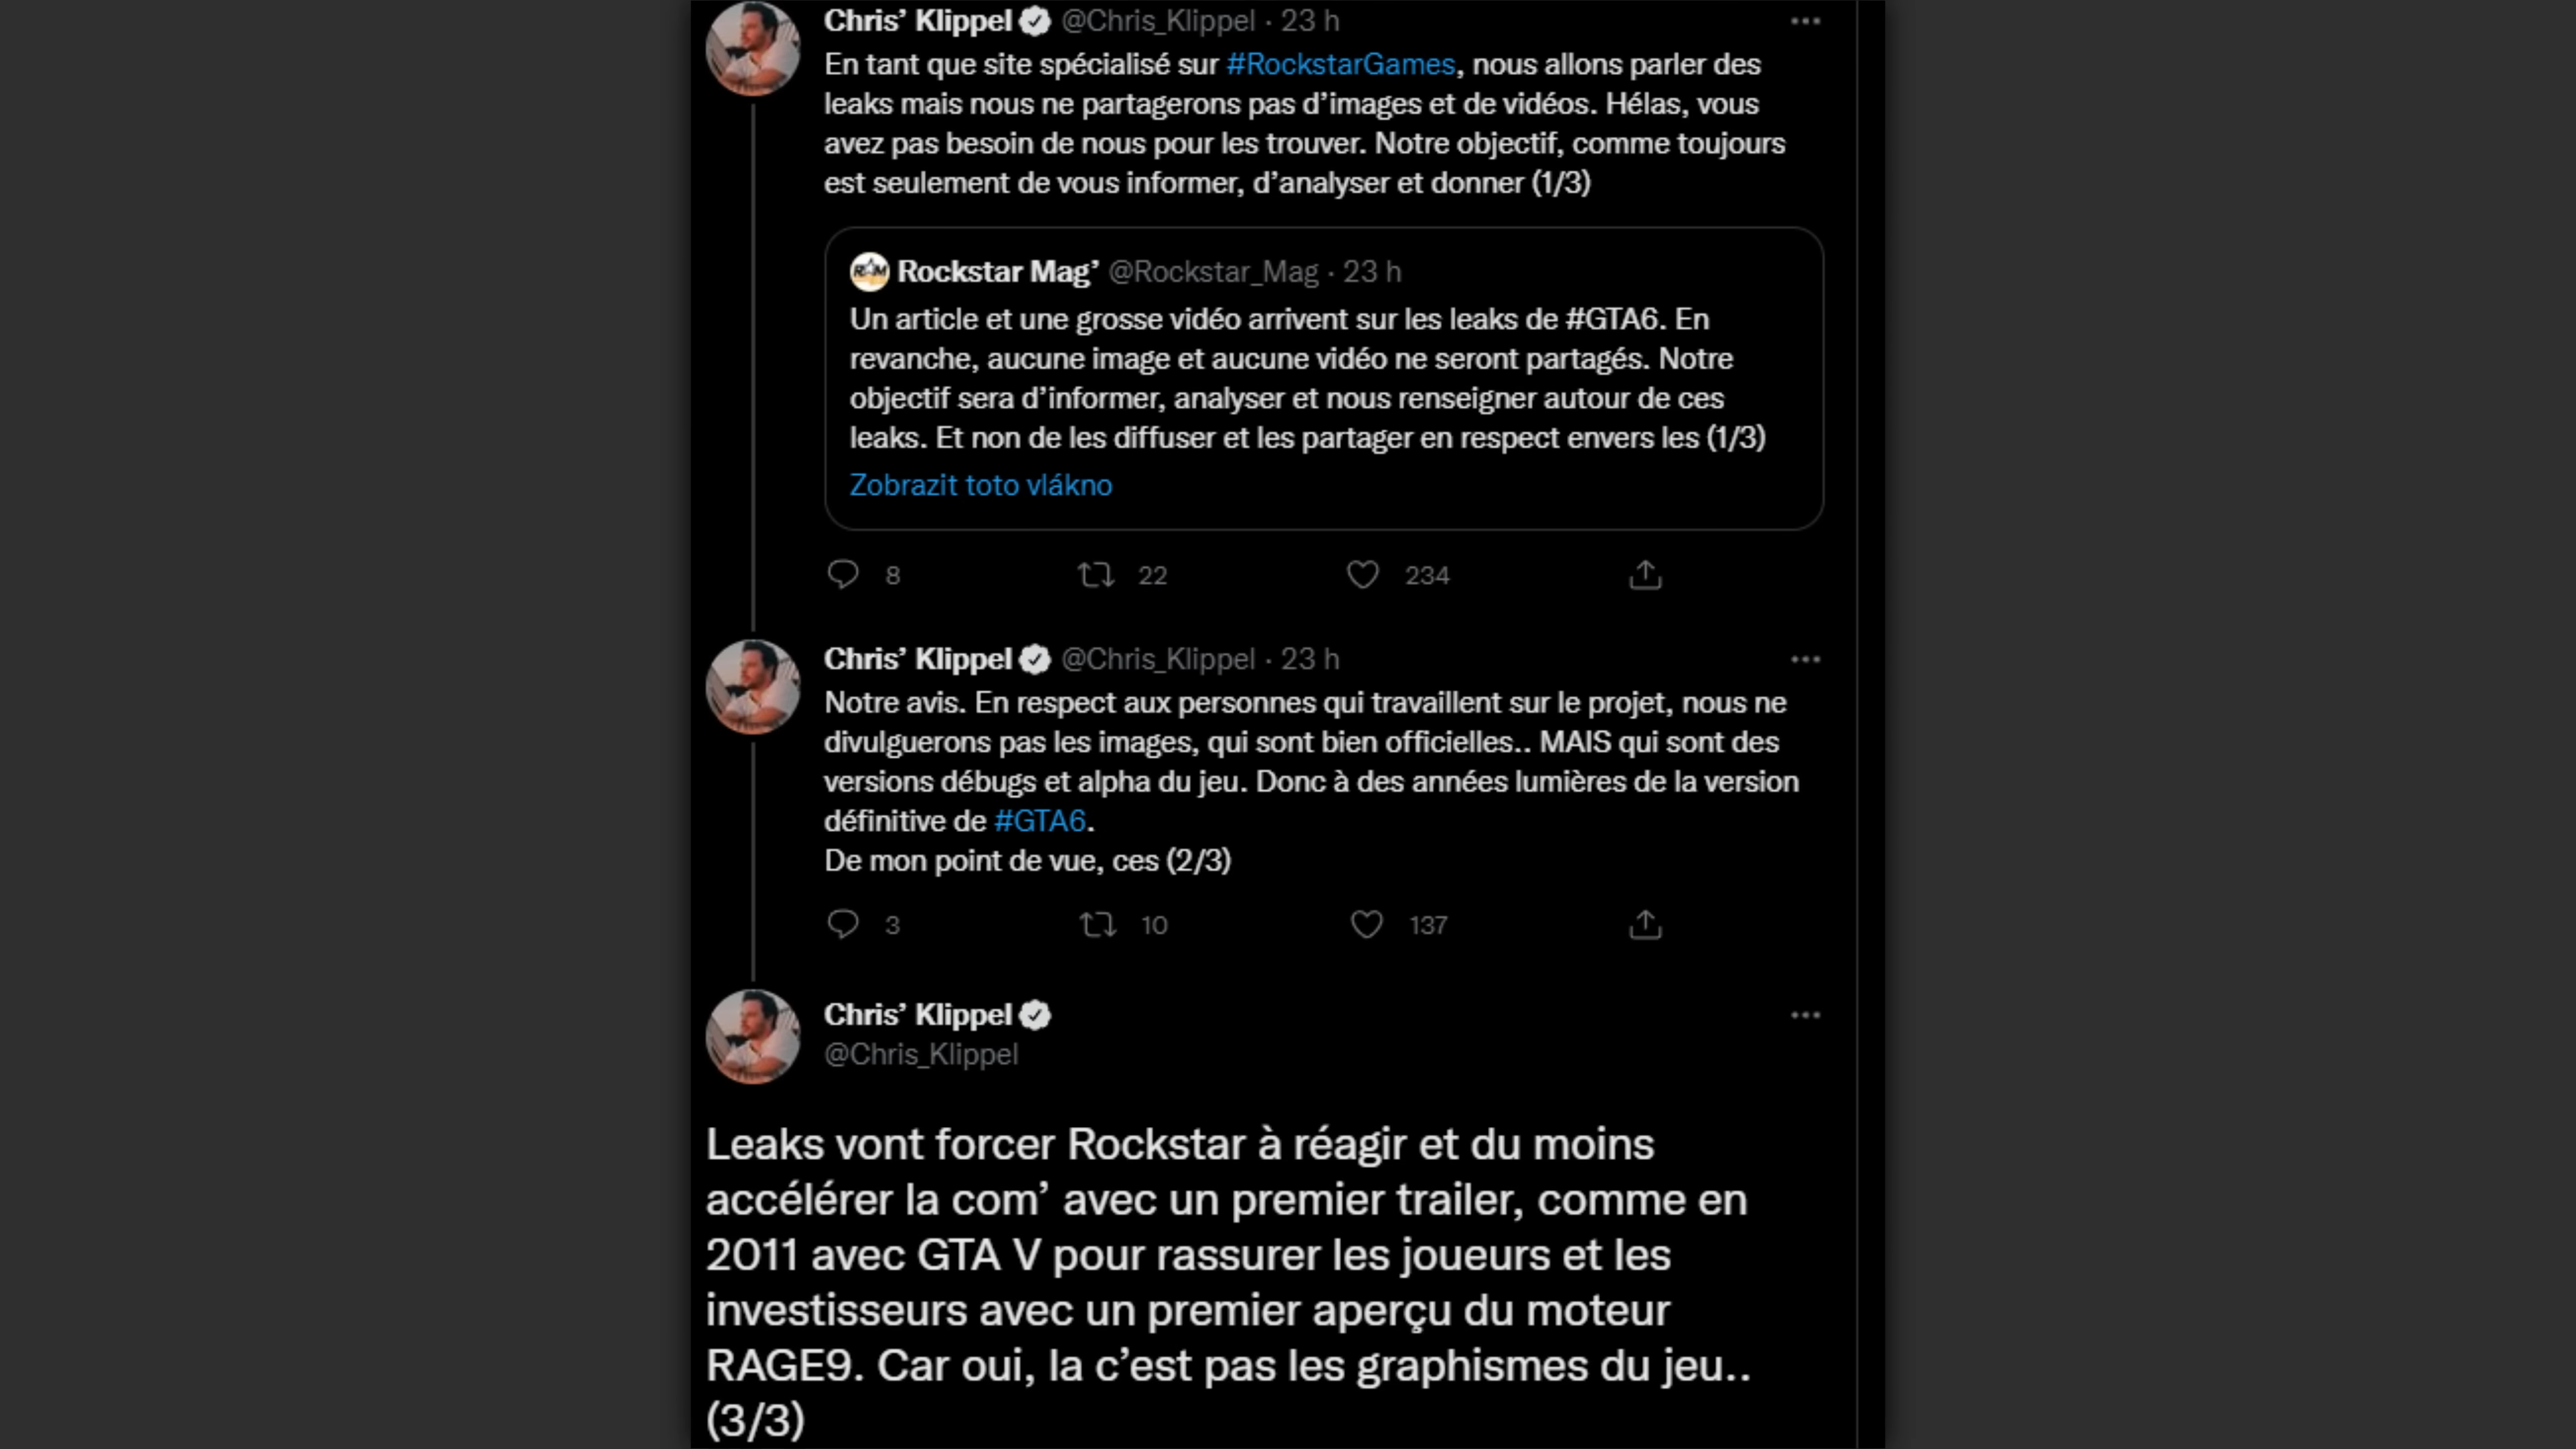 Chris’ Klippel @Chris_Klippel · 23 h
En tant que site spécialisé sur #RockstarGames, nous allons parler des
leaks mais nous ne partagerons pas d’images et de vidéos. Hélas, vous
avez pas besoin de nous pour les trouver. Notre objectif, comme toujours
est seulement de vous informer, d’analyser et donner (1/3)
RM Rockstar Mag’ @Rockstar_Mag · 23 h
Un article et une grosse vidéo arrivent sur les leaks de #GTA6. En
revanche, aucune image et aucune vidéo ne seront partagés. Notre
objectif sera d’informer, analyser et nous renseigner autour de ces
leaks. Et non de les diffuser et les partager en respect envers les (1/3)
Zobrazit toto vlákno
8 22 234
Chris’ Klippel @Chris_Klippel · 23 h
Notre avis. En respect aux personnes qui travaillent sur le projet, nous ne
divulguerons pas les images, qui sont bien officielles.. MAIS qui sont des
versions débugs et alpha du jeu. Donc à des années lumières de la version
définitive de #GTA6.
De mon point de vue, ces (2/3)
3 10 137
Chris’ Klippel
@Chris_Klippel
Leaks vont forcer Rockstar à réagir et du moins
accélérer la com’ avec un premier trailer, comme en
2011 avec GTA V pour rassurer les joueurs et les
investisseurs avec un premier aperçu du moteur
RAGE9. Car oui, la c’est pas les graphismes du jeu..
(3/3)